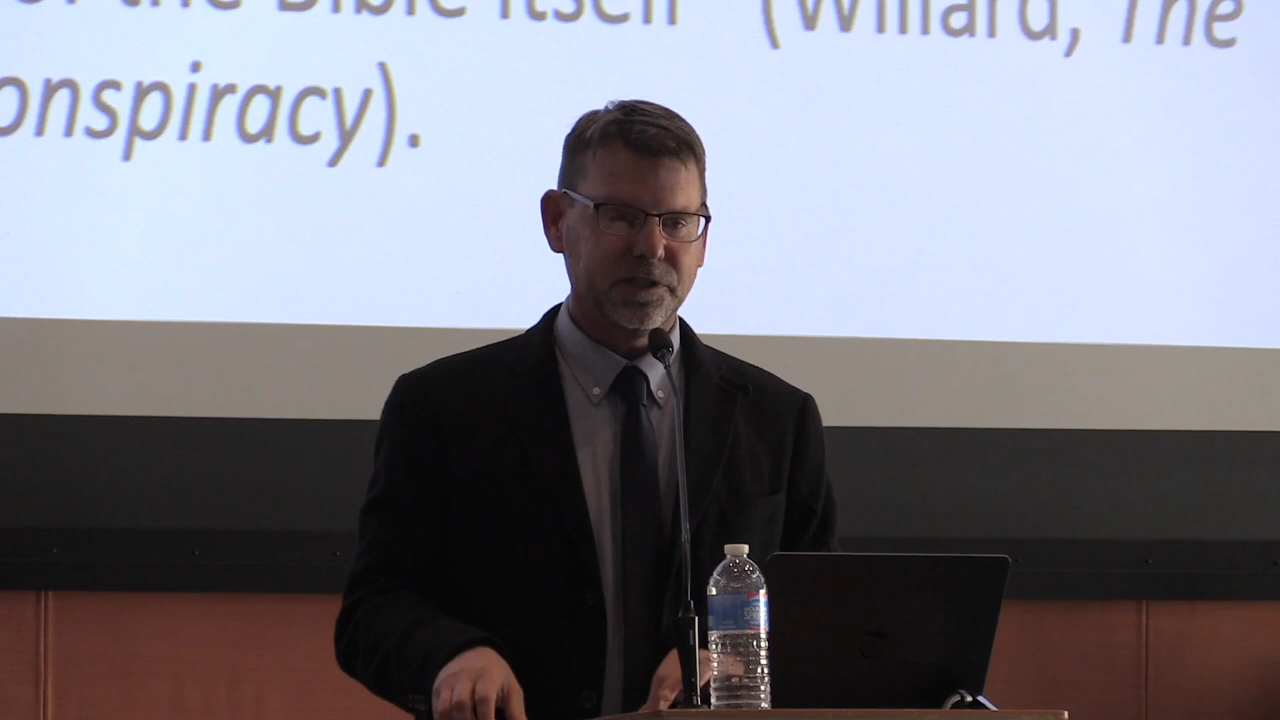 of the Bible itself" (Willard, The
onspiracy).